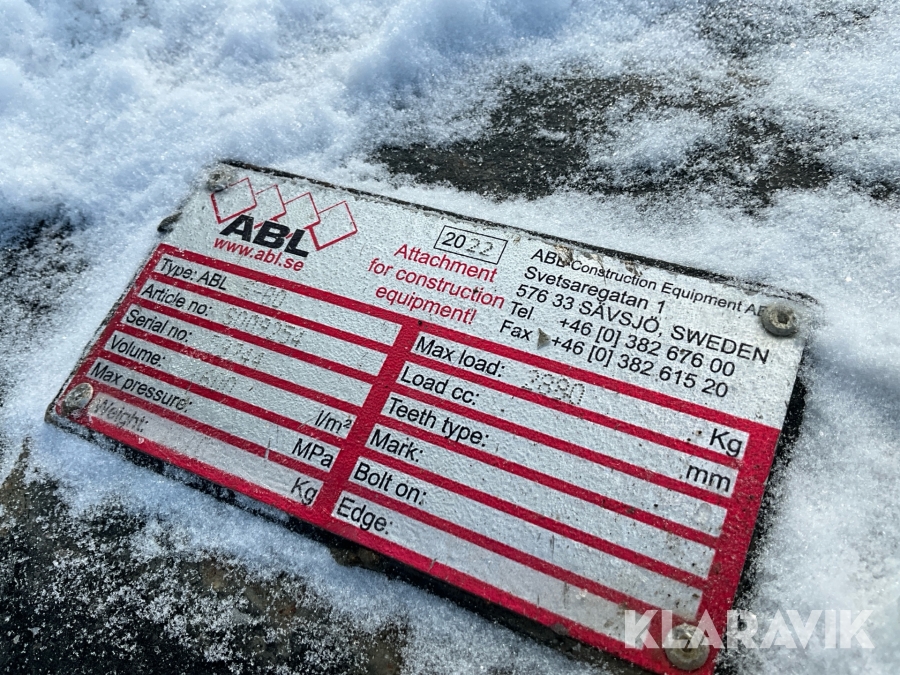 ABL
www.abl.se
2022
Attachment
for construction
equipment!
ABL Construction Equipment AB
Svetsaregatan 1
576 33 SÄVSJÖ, SWEDEN
Tel +46 [0] 382 676 00
Fax +46 [0] 382 615 20
Type: ABL
Article no.:
Serial no.:
Volume: l/m²
Max pressure: MPa
Weight: Kg
Max load: Kg
Load cc: mm
Teeth type:
Mark:
Bolt on:
Edge:
KLARAVIK